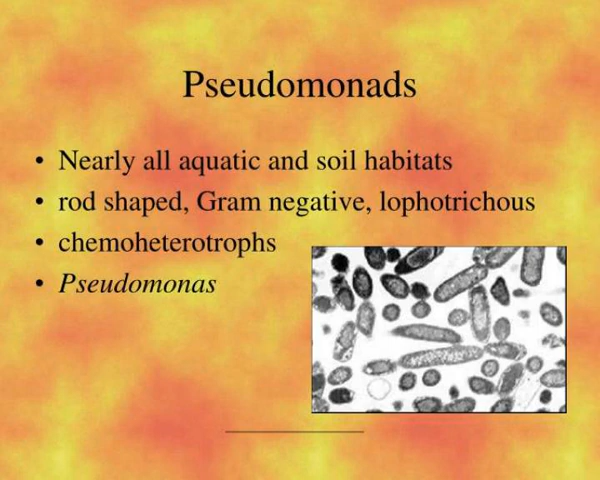 Pseudomonads
• Nearly all aquatic and soil habitats
• rod shaped, Gram negative, lophotrichous
• chemoheterotrophs
• Pseudomonas